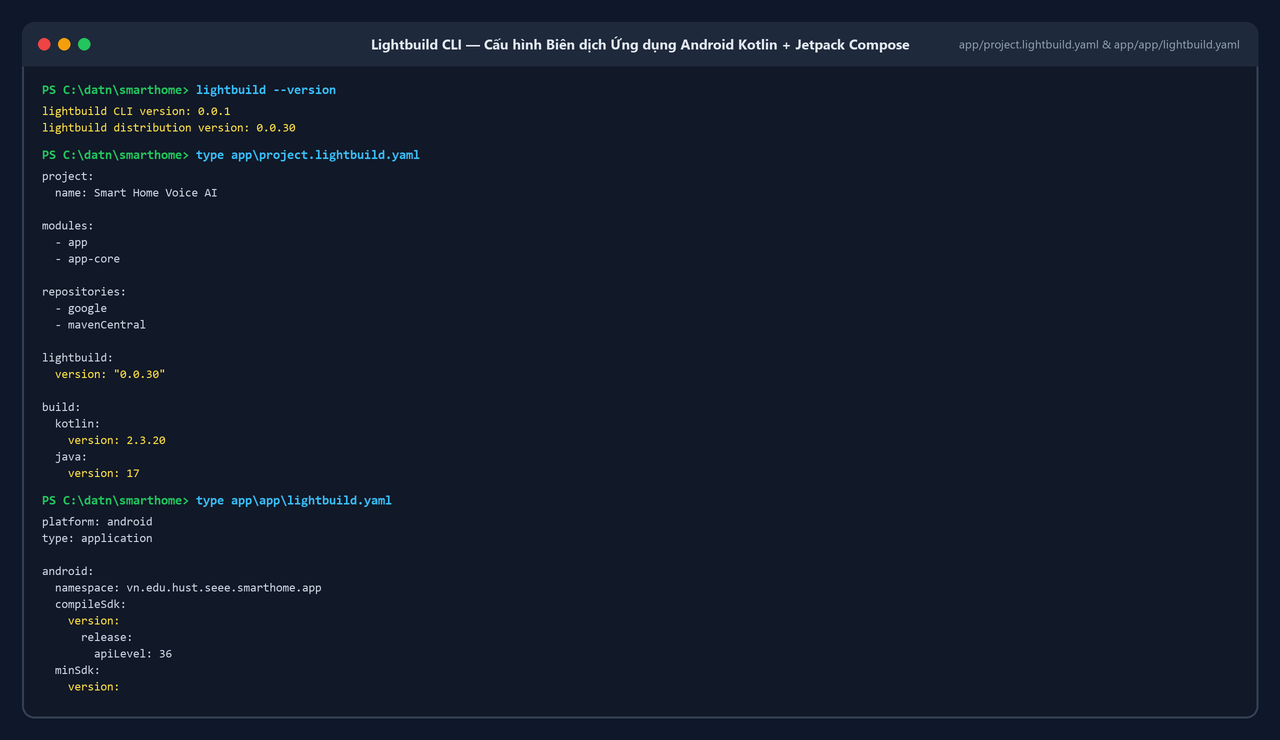 Lightbuild CLI — Cấu hình Biên dịch Ứng dụng Android Kotlin + Jetpack Compose
app/project.lightbuild.yaml & app/app/lightbuild.yaml
PS C:\datn\smarthome> lightbuild --version
lightbuild CLI version: 0.0.1
lightbuild distribution version: 0.0.30
PS C:\datn\smarthome> type app\project.lightbuild.yaml
project:
  name: Smart Home Voice AI

modules:
  - app
  - app-core

repositories:
  - google
  - mavenCentral

lightbuild:
  version: "0.0.30"

build:
  kotlin:
    version: 2.3.20
  java:
    version: 17
PS C:\datn\smarthome> type app\app\lightbuild.yaml
platform: android
type: application

android:
  namespace: vn.edu.hust.seee.smarthome.app
  compileSdk:
    version:
      release:
        apiLevel: 36
  minSdk:
    version: